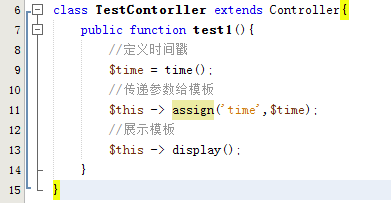 6 class TestContorller extends Controller{
7 public function test1(){
8 //定义时间戳
9 $time = time();
10 //传递参数给模板
11 $this -> assign('time',$time);
12 //展示模板
13 $this -> display();
14 }
15 }